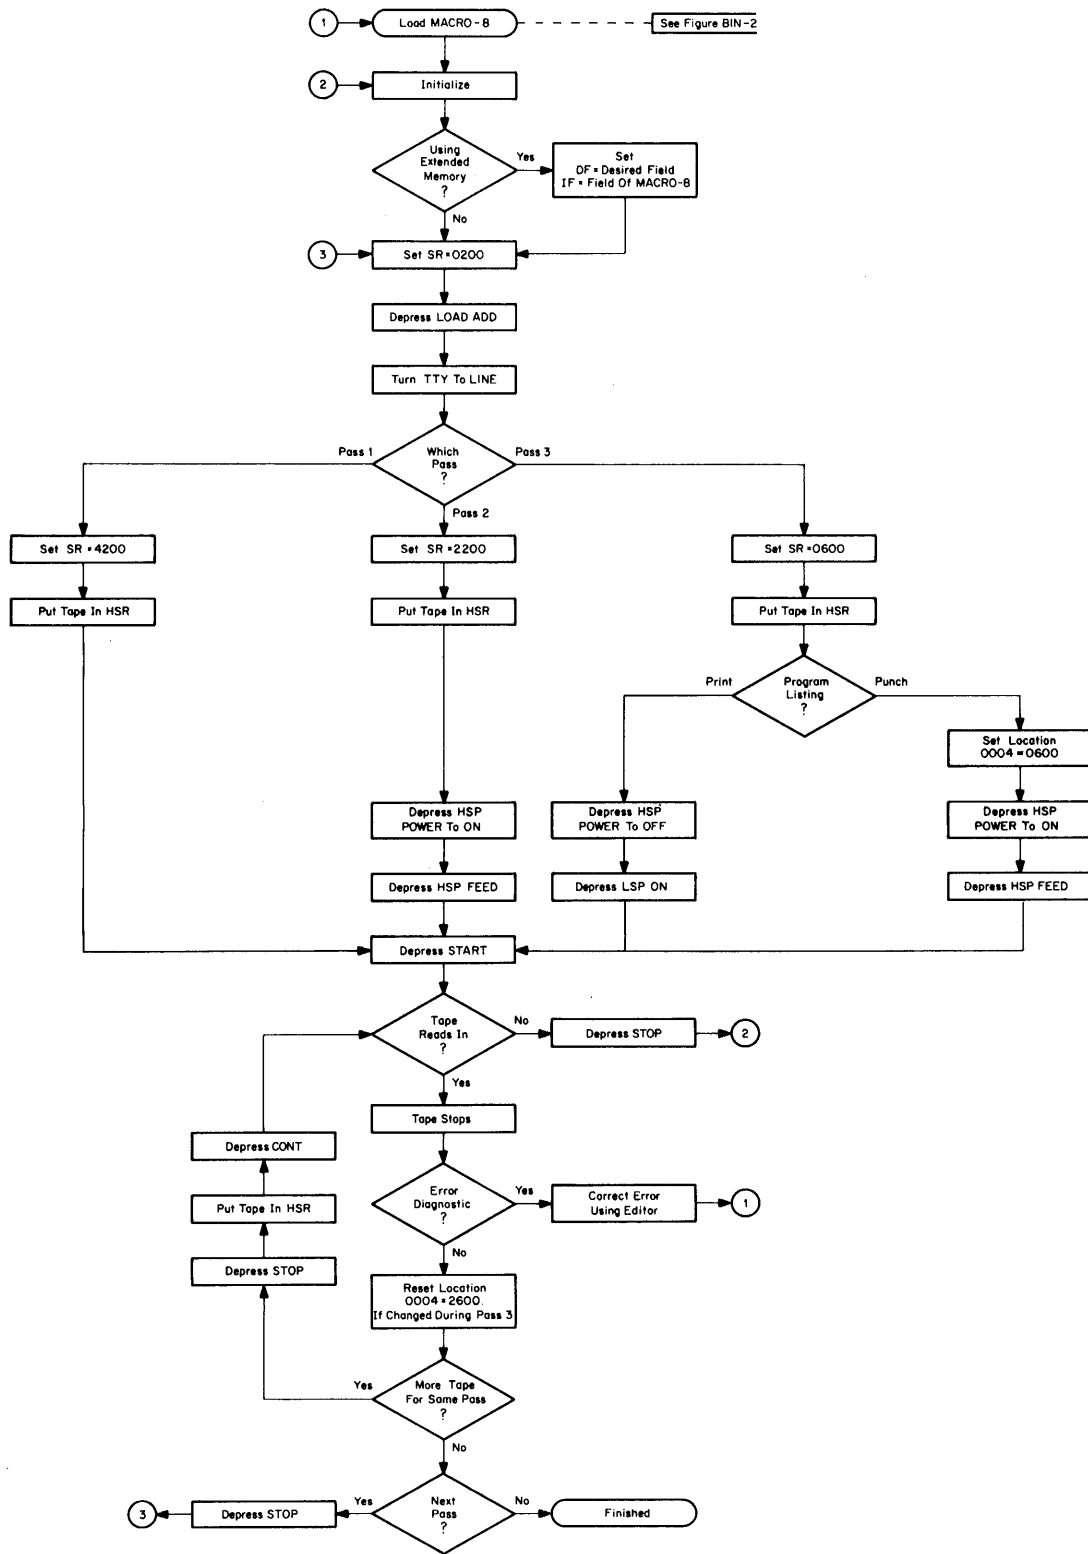 1
Load MACRO-8
See Figure BIN-2
2
Initialize
Using
Extended
Memory
?
Yes
Set
DF = Desired Field
IF = Field Of MACRO-8
No
3
Set SR=0200
Depress LOAD ADD
Turn TTY To LINE
Pass 1
Which
Pass
?
Pass 3
Pass 2
Set SR=4200
Set SR=2200
Set SR=0600
Put Tape In HSR
Put Tape In HSR
Put Tape In HSR
Print
Program
Listing
?
Punch
Set Location
0004=0600
Depress HSP
POWER To ON
Depress HSP
POWER To OFF
Depress HSP
POWER To ON
Depress HSP FEED
Depress LSP ON
Depress HSP FEED
Depress START
Tape
Reads In
?
No
Depress STOP
2
Yes
Tape Stops
Depress CONT
Error
Diagnostic
?
Yes
Correct Error
Using Editor
1
Put Tape In HSR
No
Depress STOP
Reset Location
0004=2600.
If Changed During Pass 3
Yes
More Tape
For Same Pass
?
No
3
Depress STOP
Yes
Next
Pass
?
No
Finished